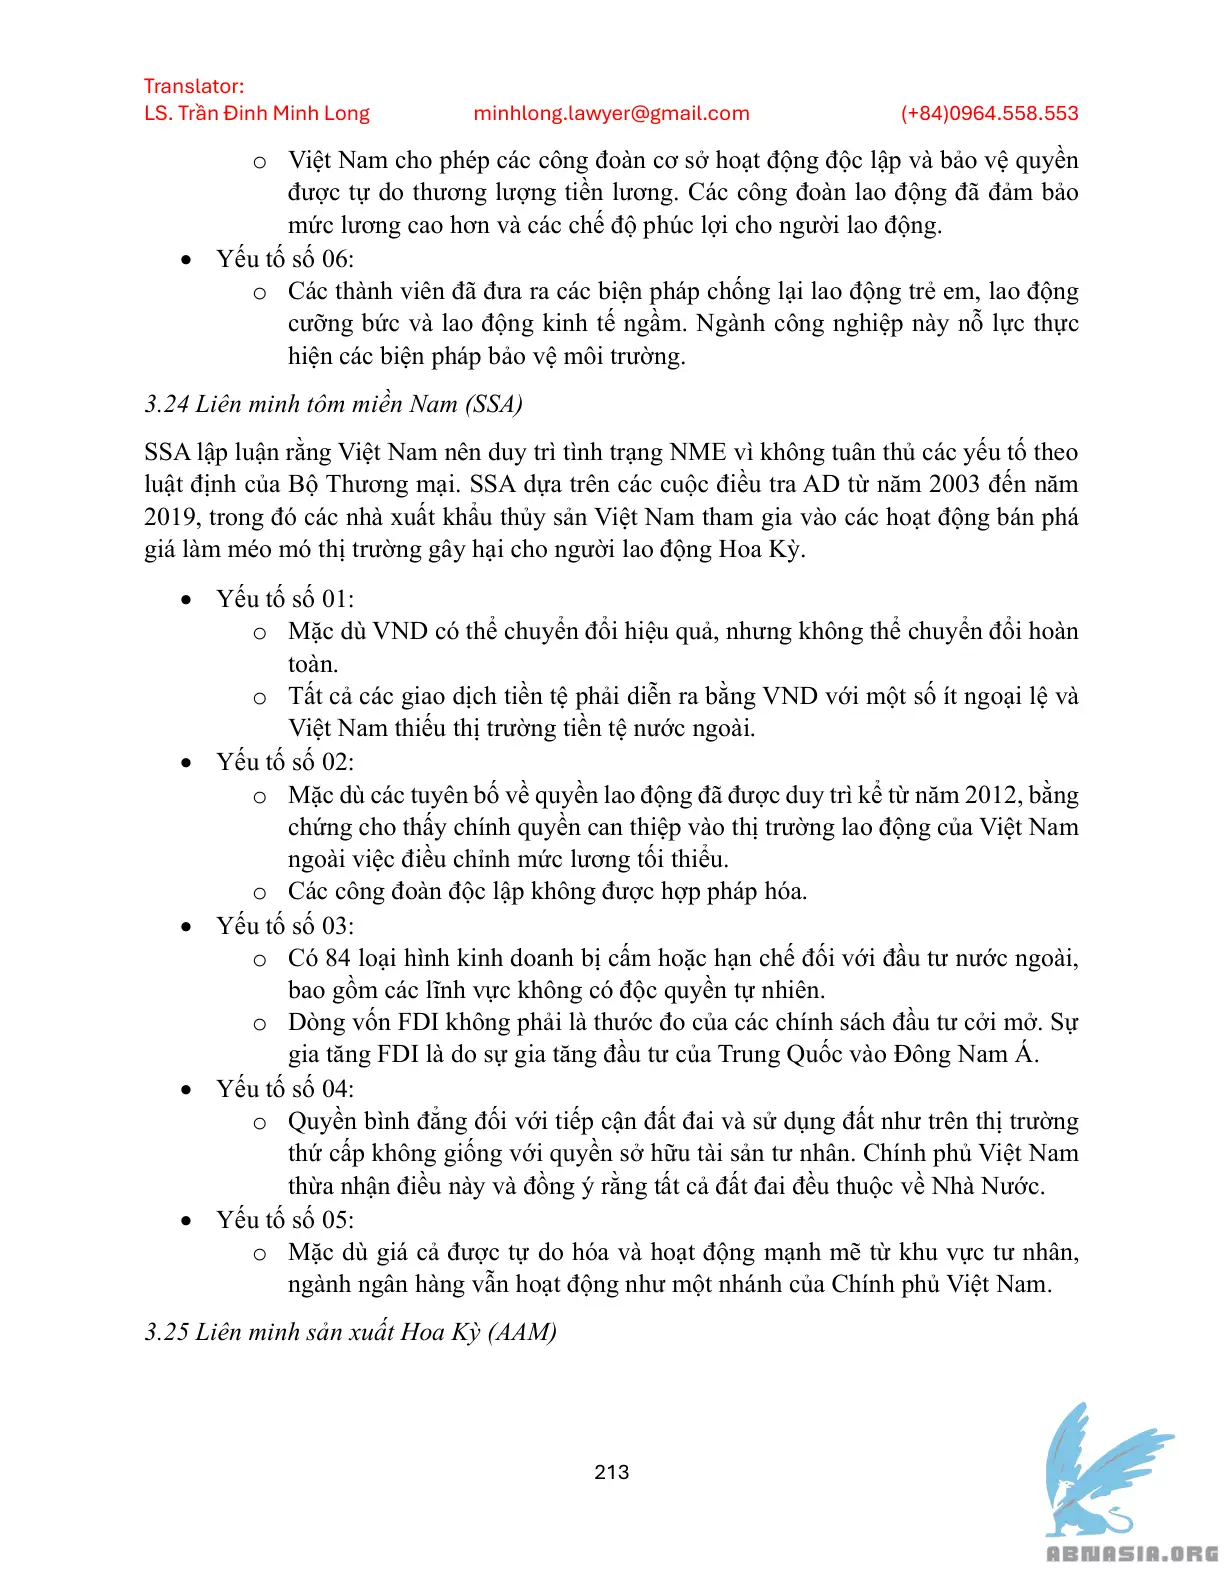 Translator:
LS. Trần Đinh Minh Long minhlong.lawyer@gmail.com (+84)0964.558.553
o Việt Nam cho phép các công đoàn cơ sở hoạt động độc lập và bảo vệ quyền
được tự do thương lượng tiền lương. Các công đoàn lao động đã đảm bảo
mức lương cao hơn và các chế độ phúc lợi cho người lao động.
• Yếu tố số 06:
o Các thành viên đã đưa ra các biện pháp chống lại lao động trẻ em, lao động
cưỡng bức và lao động kinh tế ngầm. Ngành công nghiệp này nỗ lực thực
hiện các biện pháp bảo vệ môi trường.
3.24 Liên minh tôm miền Nam (SSA)
SSA lập luận rằng Việt Nam nên duy trì tình trạng NME vì không tuân thủ các yếu tố theo
luật định của Bộ Thương mại. SSA dựa trên các cuộc điều tra AD từ năm 2003 đến năm
2019, trong đó các nhà xuất khẩu thủy sản Việt Nam tham gia vào các hoạt động bán phá
giá làm méo mó thị trường gây hại cho người lao động Hoa Kỳ.
• Yếu tố số 01:
o Mặc dù VND có thể chuyển đổi hiệu quả, nhưng không thể chuyển đổi hoàn
toàn.
o Tất cả các giao dịch tiền tệ phải diễn ra bằng VND với một số ít ngoại lệ và
Việt Nam thiếu thị trường tiền tệ nước ngoài.
• Yếu tố số 02:
o Mặc dù các tuyên bố về quyền lao động đã được duy trì kể từ năm 2012, bằng
chứng cho thấy chính quyền can thiệp vào thị trường lao động của Việt Nam
ngoài việc điều chỉnh mức lương tối thiểu.
o Các công đoàn độc lập không được hợp pháp hóa.
• Yếu tố số 03:
o Có 84 loại hình kinh doanh bị cấm hoặc hạn chế đối với đầu tư nước ngoài,
bao gồm các lĩnh vực không có độc quyền tự nhiên.
o Dòng vốn FDI không phải là thước đo của các chính sách đầu tư cởi mở. Sự
gia tăng FDI là do sự gia tăng đầu tư của Trung Quốc vào Đông Nam Á.
• Yếu tố số 04:
o Quyền bình đẳng đối với tiếp cận đất đai và sử dụng đất như trên thị trường
thứ cấp không giống với quyền sở hữu tài sản tư nhân. Chính phủ Việt Nam
thừa nhận điều này và đồng ý rằng tất cả đất đai đều thuộc về Nhà Nước.
• Yếu tố số 05:
o Mặc dù giá cả được tự do hóa và hoạt động mạnh mẽ từ khu vực tư nhân,
ngành ngân hàng vẫn hoạt động như một nhánh của Chính phủ Việt Nam.
3.25 Liên minh sản xuất Hoa Kỳ (AAM)
213
ABNASIA.ORG